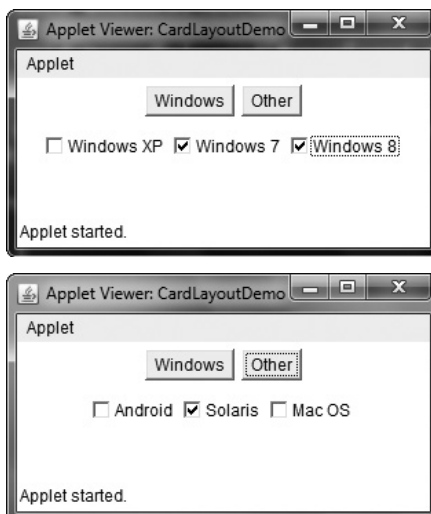 Applet Viewer: CardLayoutDemo
Applet
Windows Other
Windows XP Windows 7 Windows 8
Applet started.
Applet Viewer: CardLayoutDemo
Applet
Windows Other
Android Solaris Mac OS
Applet started.